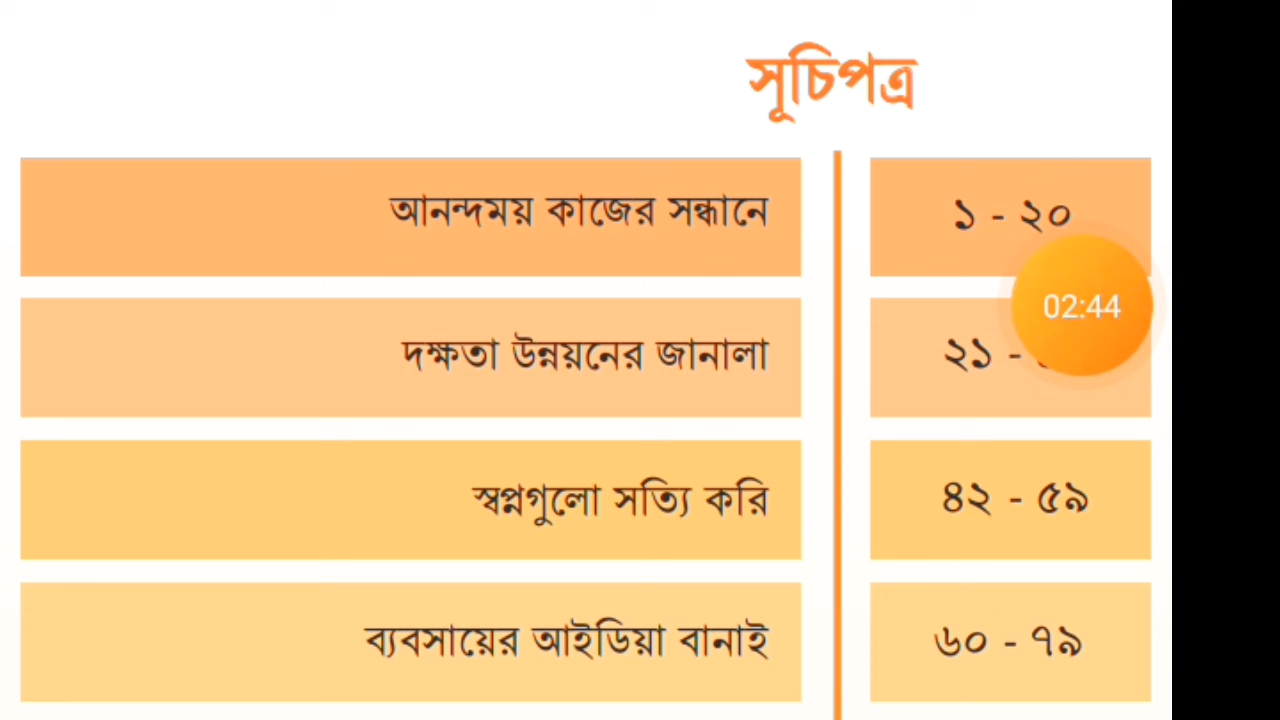 সূচিপত্র
আনন্দময় কাজের সন্ধানে ১ - ২০
দক্ষতা উন্নয়নের জানালা ২১ -
02:44
স্বপ্নগুলো সত্যি করি ৪২ - ৫৯
ব্যবসায়ের আইডিয়া বানাই ৬০ - ৭৯